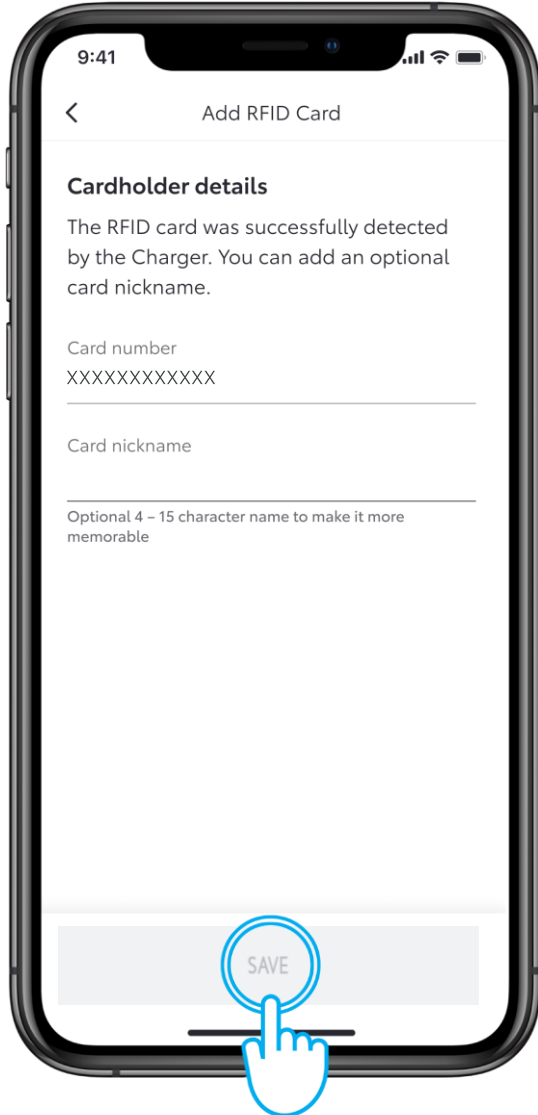 9:41
Add RFID Card
Cardholder details
The RFID card was successfully detected
by the Charger. You can add an optional
card nickname.
Card number
XXXXXXXXXXXX
Card nickname
Optional 4 – 15 character name to make it more
memorable
SAVE